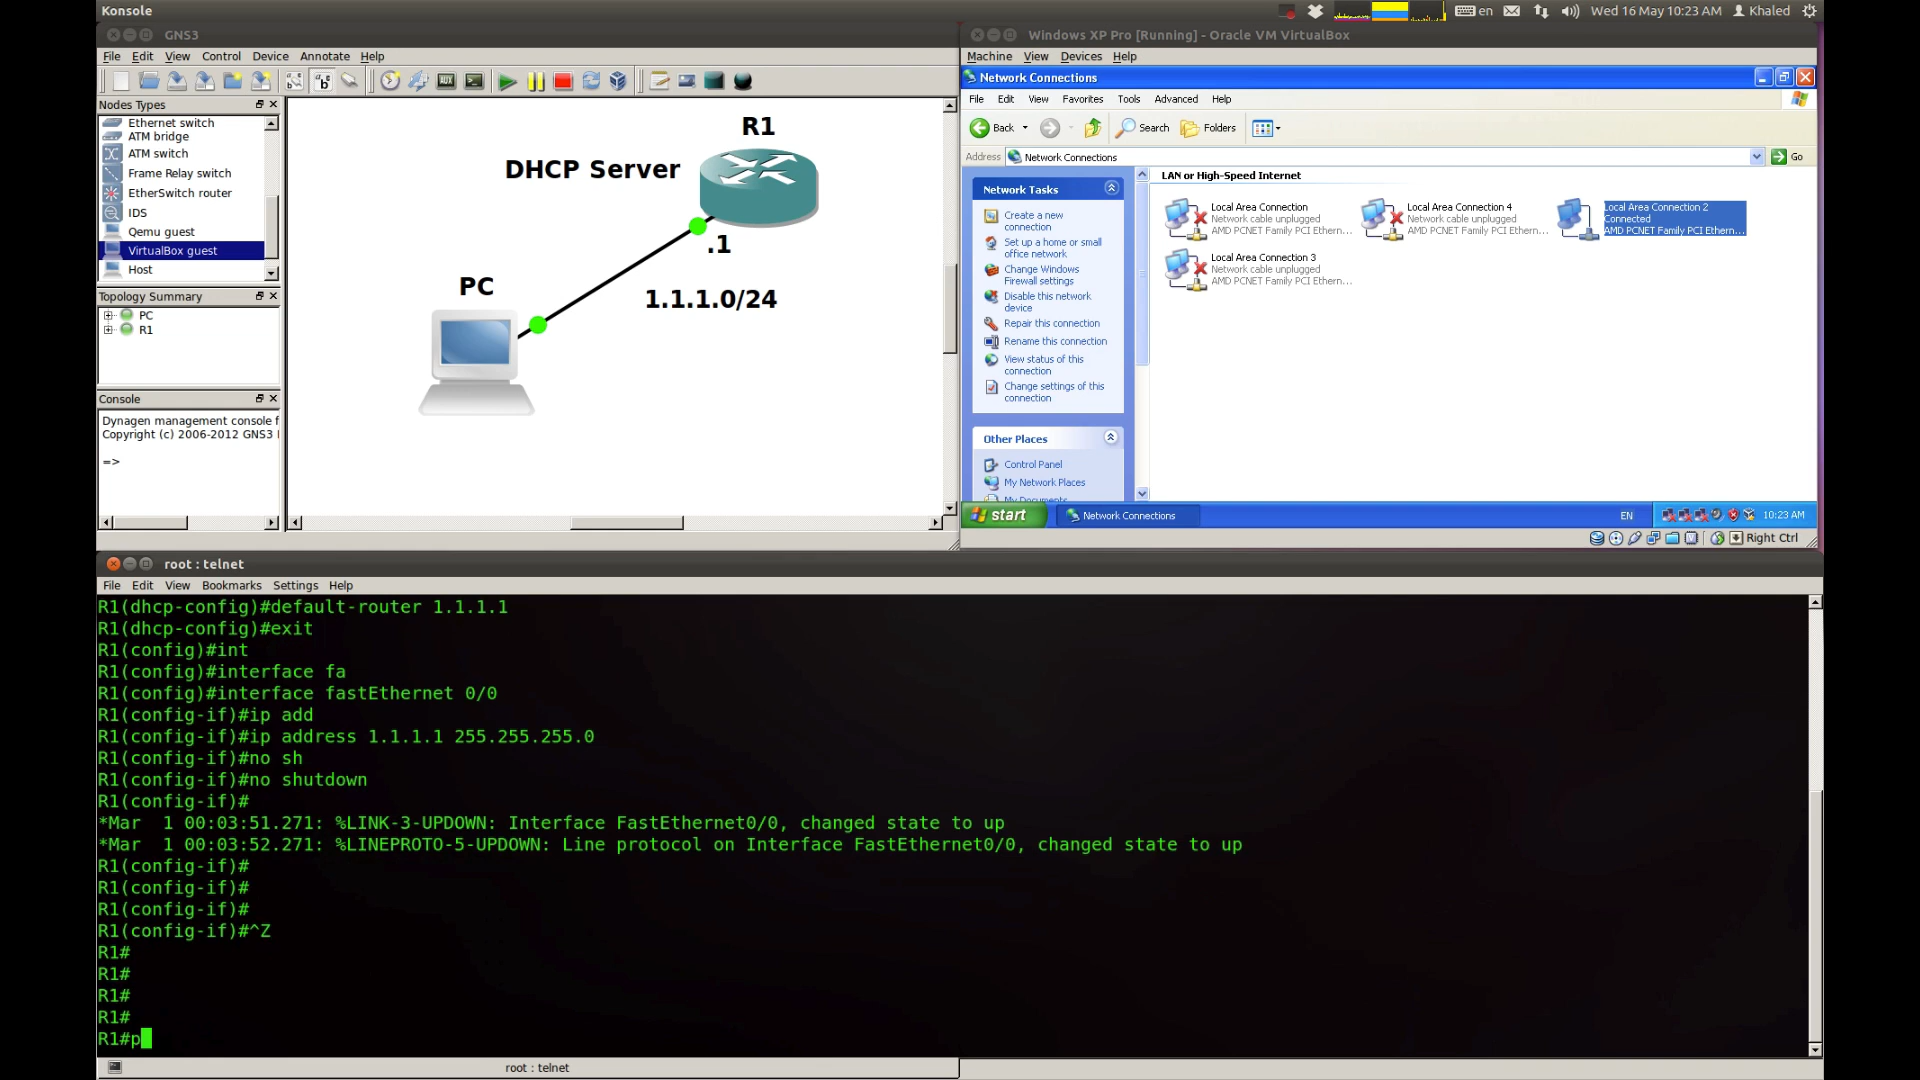 Konsole
en
Wed 16 May 10:23 AM
Khaled
GNS3
File Edit View Control Device Annotate Help
Nodes Types
Ethernet switch
ATM bridge
ATM switch
Frame Relay switch
EtherSwitch router
IDS
Qemu guest
VirtualBox guest
Host
Topology Summary
PC
R1
Console
Dynagen management console f
Copyright (c) 2006-2012 GNS3
=>
R1
DHCP Server
.1
PC
1.1.1.0/24
Windows XP Pro [Running] - Oracle VM VirtualBox
Machine View Devices Help
Network Connections
File Edit View Favorites Tools Advanced Help
Back Search Folders
Address Network Connections Go
Network Tasks
Create a new
connection
Set up a home or small
office network
Change Windows
Firewall settings
Disable this network
device
Repair this connection
Rename this connection
View status of this
connection
Change settings of this
connection
Other Places
Control Panel
My Network Places
My Documents
LAN or High-Speed Internet
Local Area Connection
Network cable unplugged
AMD PCNET Family PCI Ethern...
Local Area Connection 4
Network cable unplugged
AMD PCNET Family PCI Ethern...
Local Area Connection 2
Connected
AMD PCNET Family PCI Ethern...
Local Area Connection 3
Network cable unplugged
AMD PCNET Family PCI Ethern...
start Network Connections EN 10:23 AM
Right Ctrl
root : telnet
File Edit View Bookmarks Settings Help
R1(dhcp-config)#default-router 1.1.1.1
R1(dhcp-config)#exit
R1(config)#int
R1(config)#interface fa
R1(config)#interface fastEthernet 0/0
R1(config-if)#ip add
R1(config-if)#ip address 1.1.1.1 255.255.255.0
R1(config-if)#no sh
R1(config-if)#no shutdown
R1(config-if)#
*Mar  1 00:03:51.271: %LINK-3-UPDOWN: Interface FastEthernet0/0, changed state to up
*Mar  1 00:03:52.271: %LINEPROTO-5-UPDOWN: Line protocol on Interface FastEthernet0/0, changed state to up
R1(config-if)#
R1(config-if)#
R1(config-if)#
R1(config-if)#^Z
R1#
R1#
R1#
R1#
R1#p
root : telnet